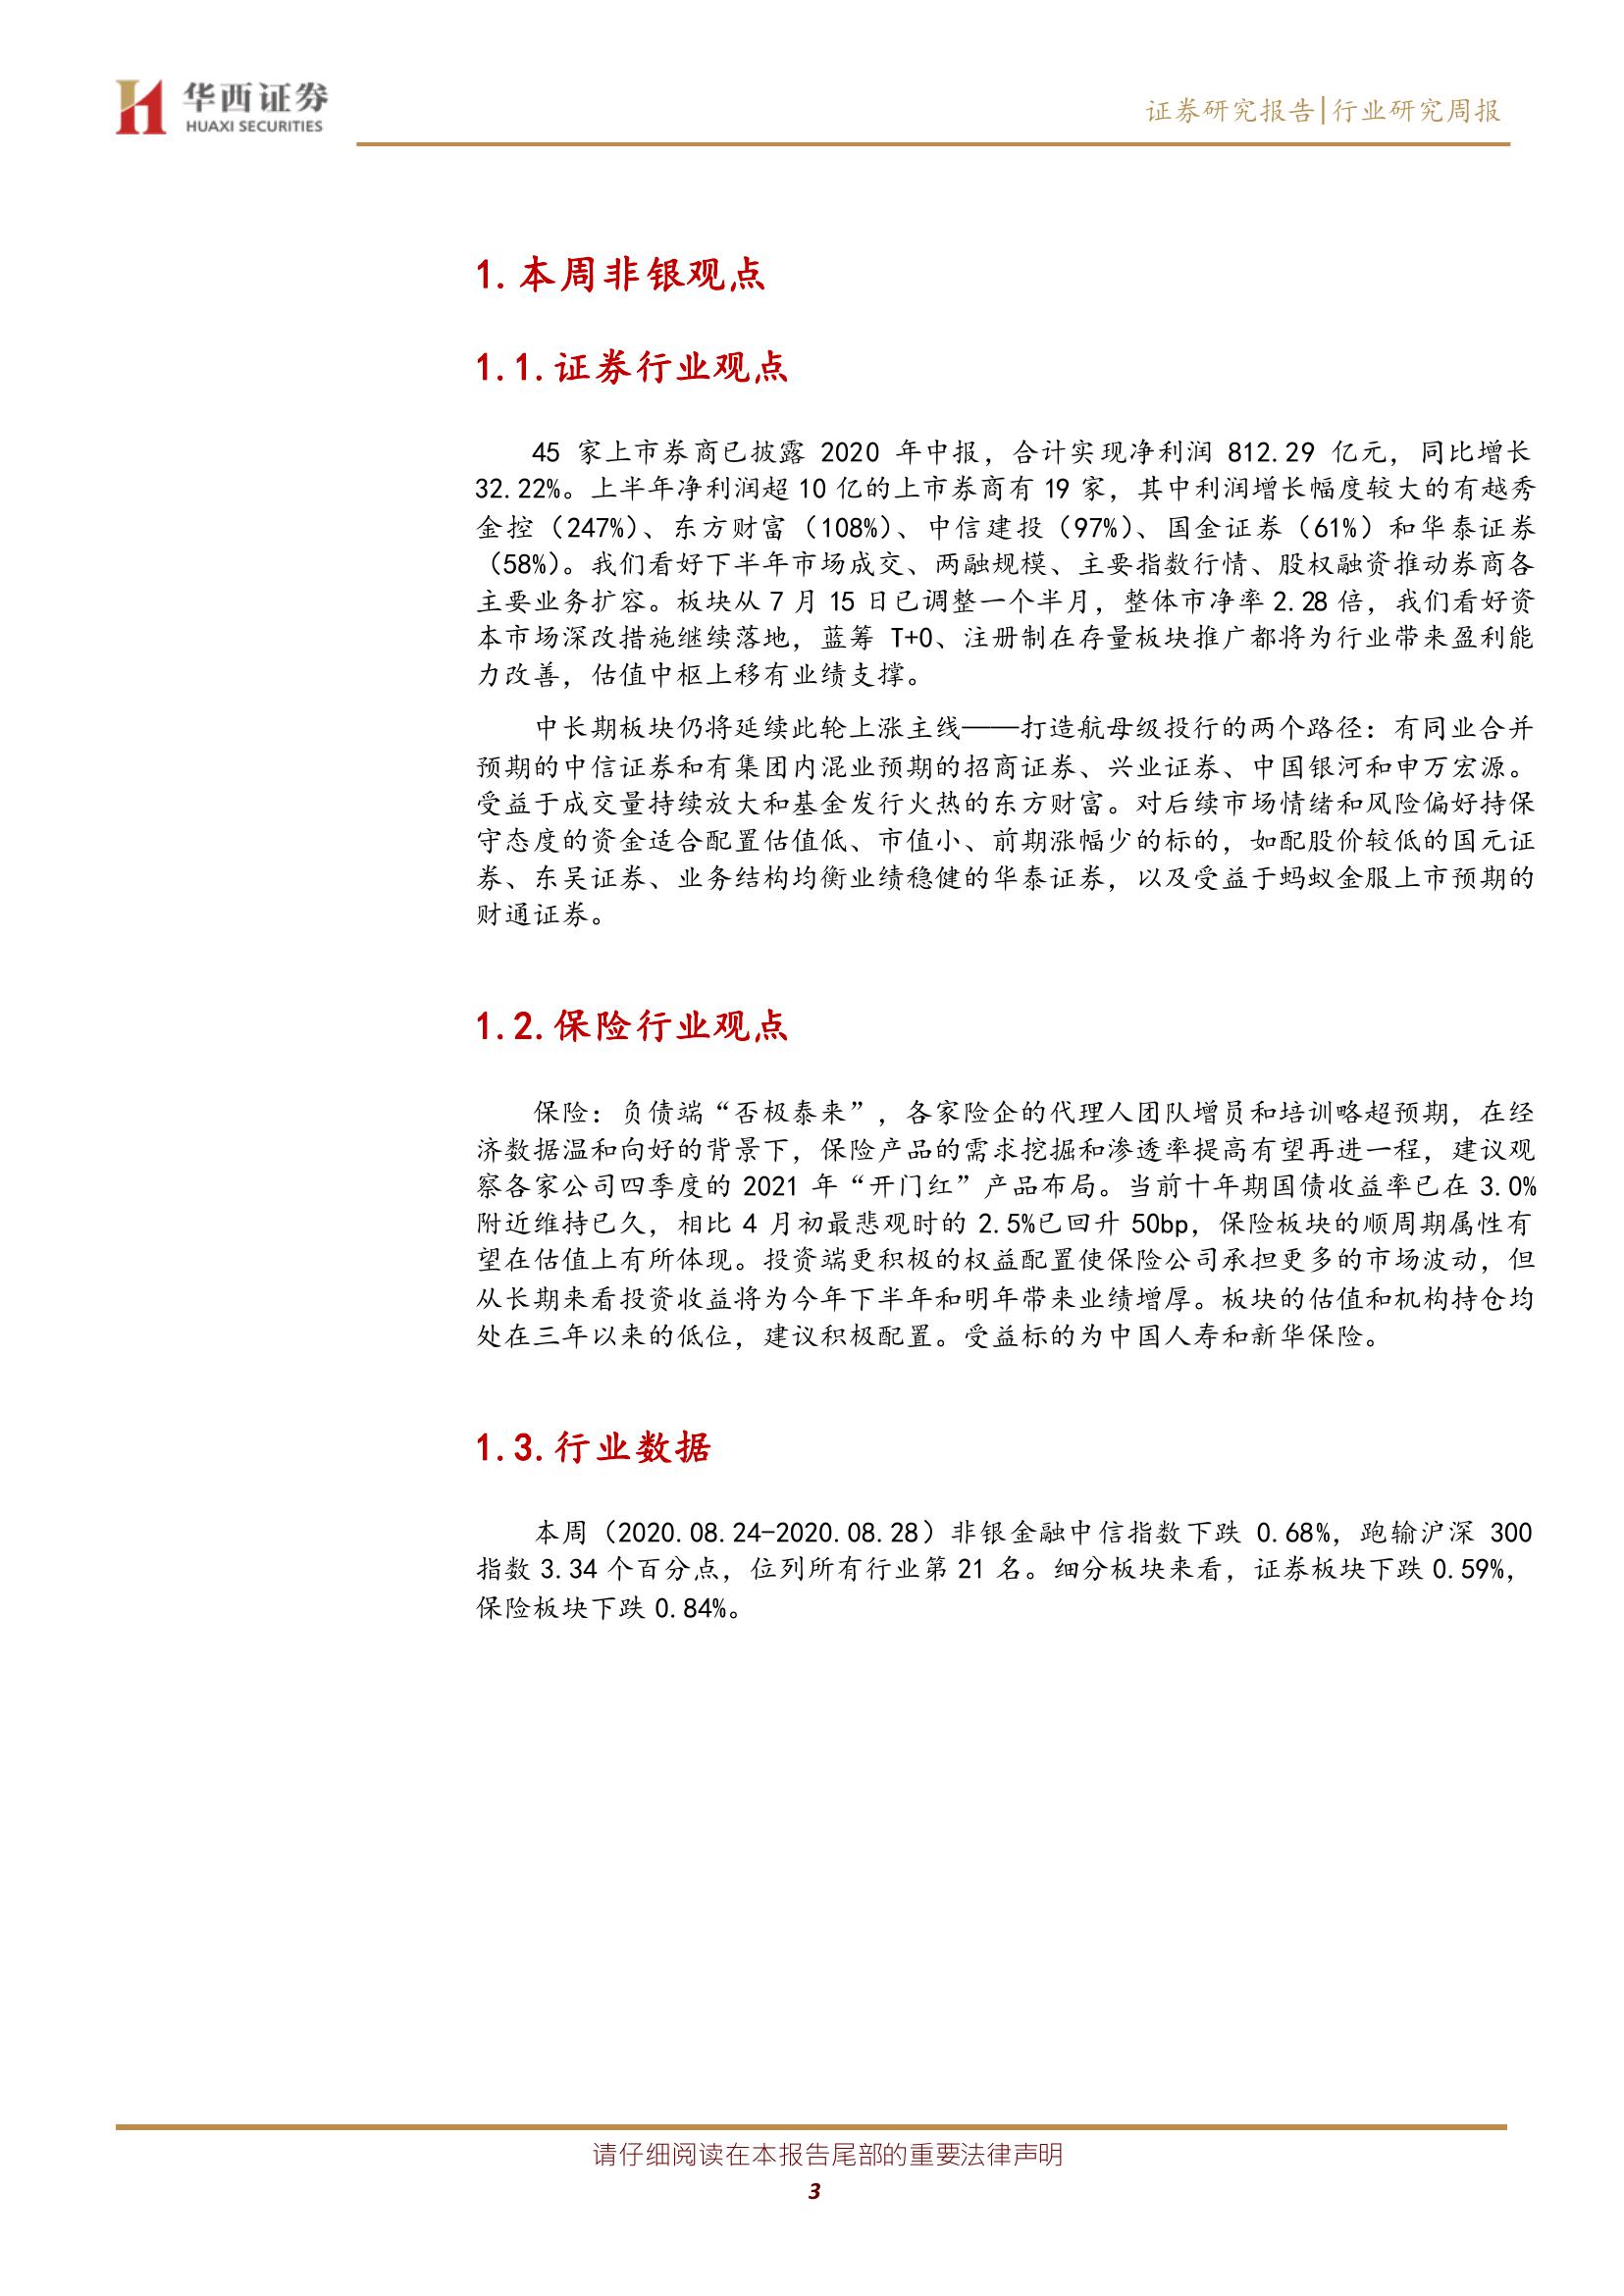 华西证券
HUAXI SECURITIES
证券研究报告|行业研究周报
1.本周非银观点
1.1.证券行业观点
45 家上市券商已披露 2020 年中报，合计实现净利润 812.29 亿元，同比增长
32.22%。上半年净利润超 10 亿的上市券商有 19 家，其中利润增长幅度较大的有越秀
金控（247%）、东方财富（108%）、中信建投（97%）、国金证券（61%）和华泰证券
（58%）。我们看好下半年市场成交、两融规模、主要指数行情、股权融资推动券商各
主要业务扩容。板块从 7 月 15 日已调整一个半月，整体市净率 2.28 倍，我们看好资
本市场深改措施继续落地，蓝筹 T+0、注册制在存量板块推广都将为行业带来盈利能
力改善，估值中枢上移有业绩支撑。
中长期板块仍将延续此轮上涨主线——打造航母级投行的两个路径：有同业合并
预期的中信证券和有集团内混业预期的招商证券、兴业证券、中国银河和申万宏源。
受益于成交量持续放大和基金发行火热的东方财富。对后续市场情绪和风险偏好持保
守态度的资金适合配置估值低、市值小、前期涨幅少的标的，如配股价较低的国元证
券、东吴证券、业务结构均衡业绩稳健的华泰证券，以及受益于蚂蚁金服上市预期的
财通证券。
1.2.保险行业观点
保险：负债端“否极泰来”，各家险企的代理人团队增员和培训略超预期，在经
济数据温和向好的背景下，保险产品的需求挖掘和渗透率提高有望再进一程，建议观
察各家公司四季度的 2021 年“开门红”产品布局。当前十年期国债收益率已在 3.0%
附近维持已久，相比 4 月初最悲观时的 2.5%已回升 50bp，保险板块的顺周期属性有
望在估值上有所体现。投资端更积极的权益配置使保险公司承担更多的市场波动，但
从长期来看投资收益将为今年下半年和明年带来业绩增厚。板块的估值和机构持仓均
处在三年以来的低位，建议积极配置。受益标的为中国人寿和新华保险。
1.3.行业数据
本周（2020.08.24-2020.08.28）非银金融中信指数下跌 0.68%，跑输沪深 300
指数 3.34 个百分点，位列所有行业第 21 名。细分板块来看，证券板块下跌 0.59%，
保险板块下跌 0.84%。
请仔细阅读在本报告尾部的重要法律声明
3